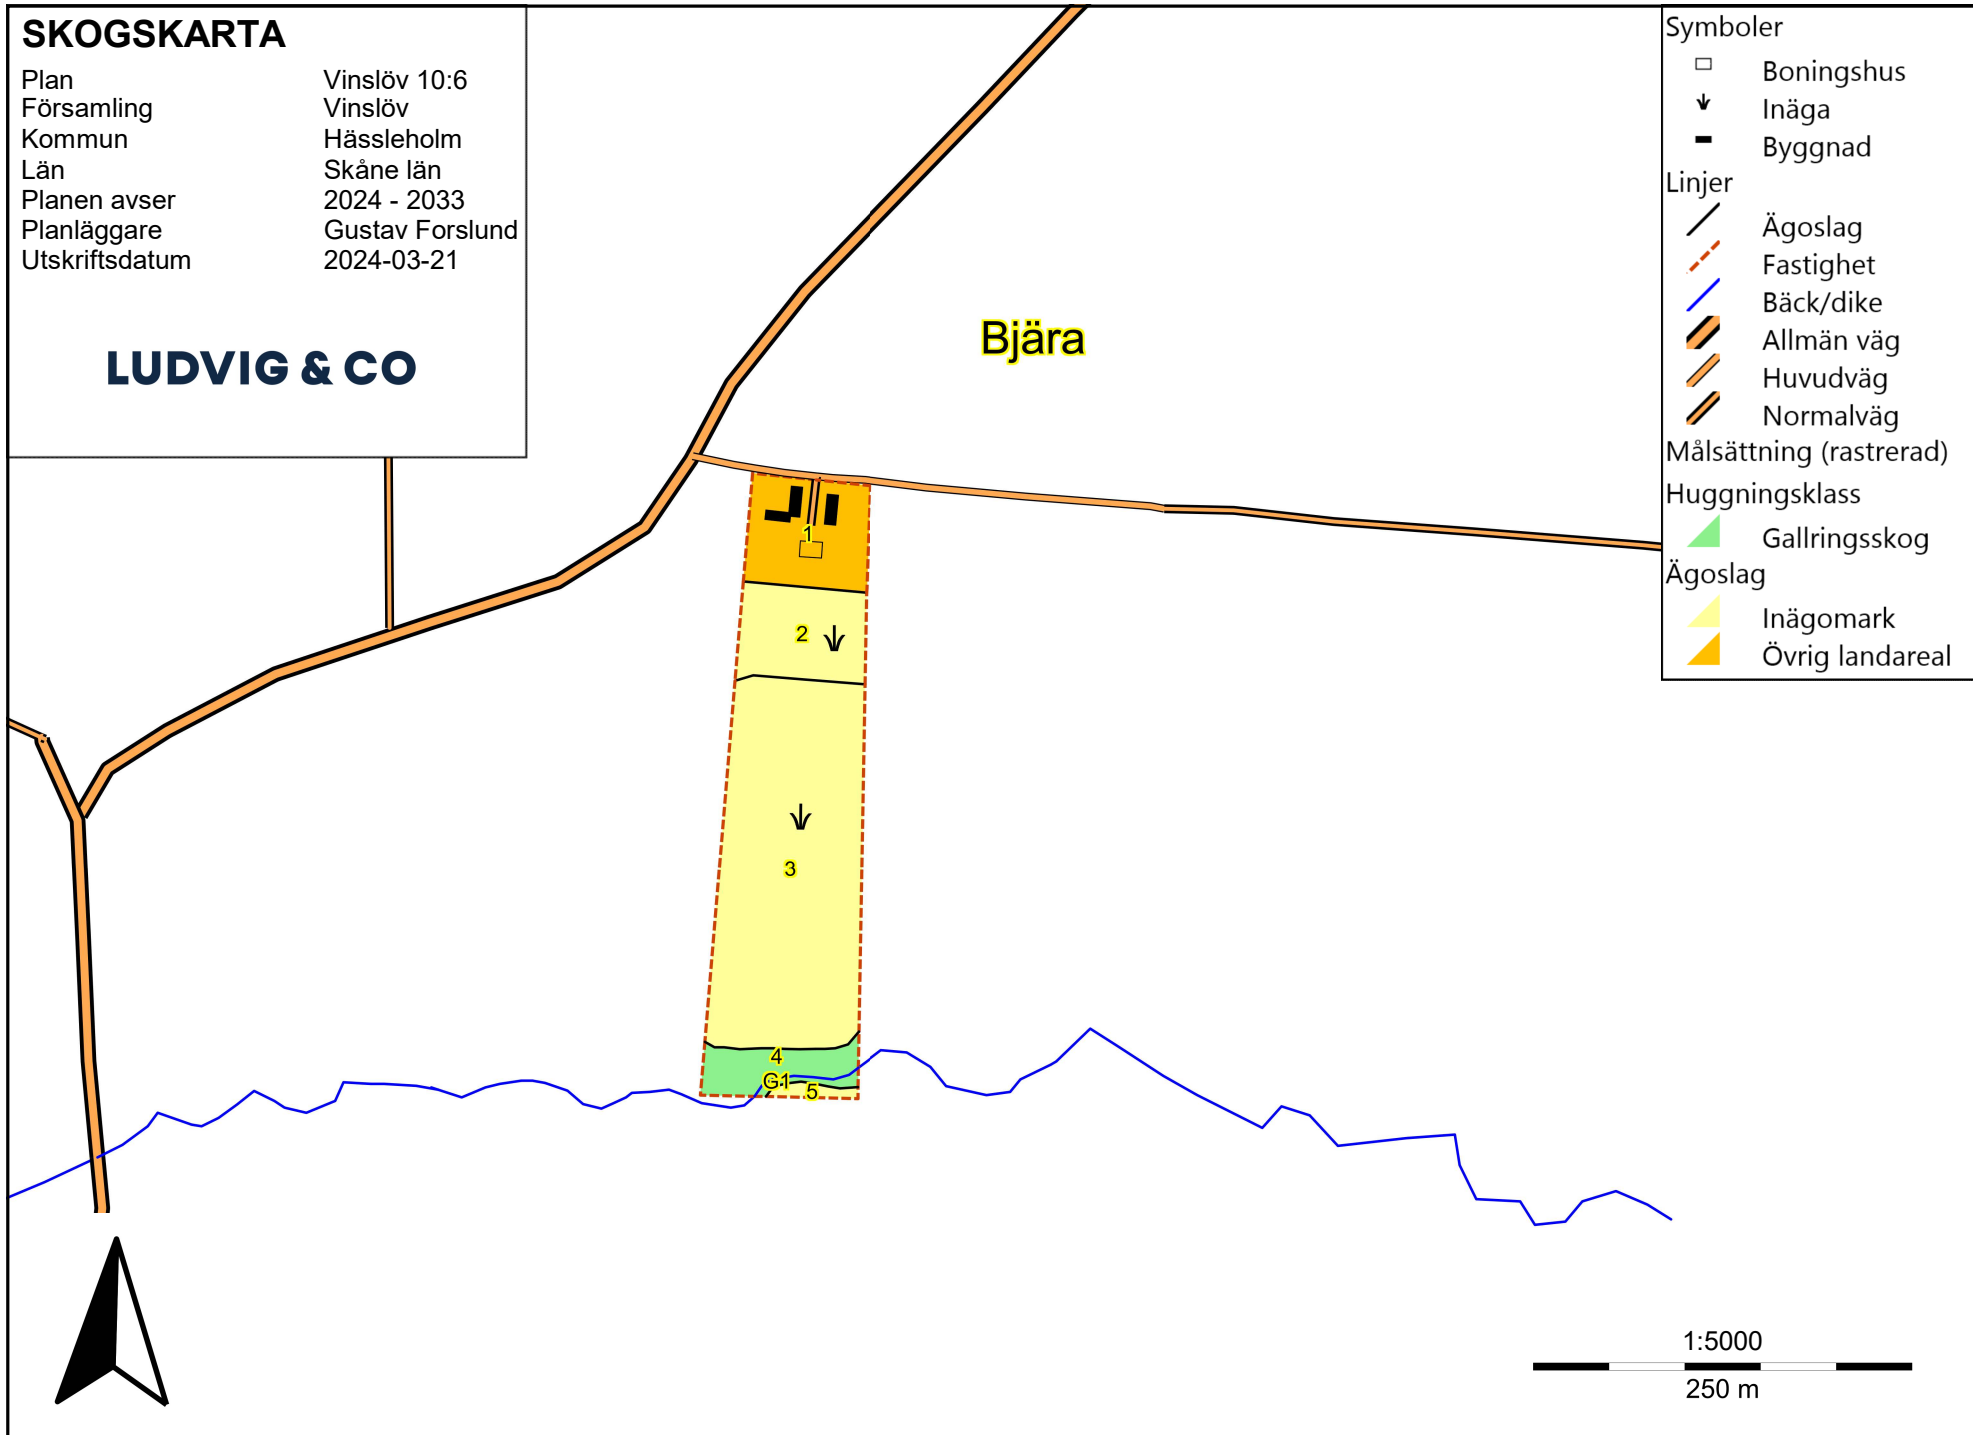 SKOGSKARTA
Plan Vinslöv 10:6
Församling Vinslöv
Kommun Hässleholm
Län Skåne län
Planen avser 2024 - 2033
Planläggare Gustav Forslund
Utskriftsdatum 2024-03-21
LUDVIG & CO
Bjära
1
2
3
4
G1
5
Symboler
Boningshus
Inäga
Byggnad
Linjer
Ägoslag
Fastighet
Bäck/dike
Allmän väg
Huvudväg
Normalväg
Målsättning (rastrerad)
Huggningsklass
Gallringsskog
Ägoslag
Inägomark
Övrig landareal
1:5000
250 m